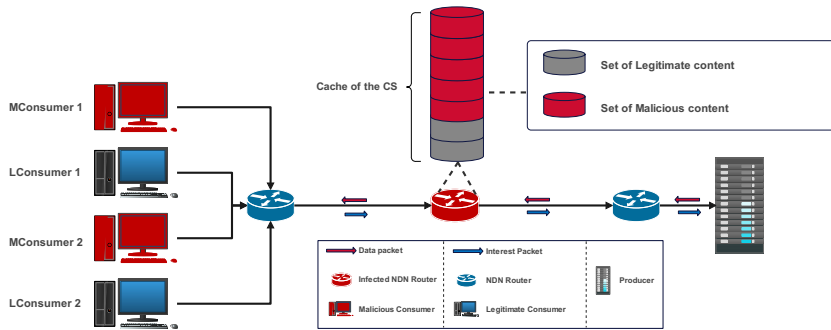 Cache of the CS
Set of Legitimate content
Set of Malicious content
MConsumer 1
LConsumer 1
MConsumer 2
LConsumer 2
Data packet
Interest Packet
Infected NDN Router
NDN Router
Producer
Malicious Consumer
Legitimate Consumer